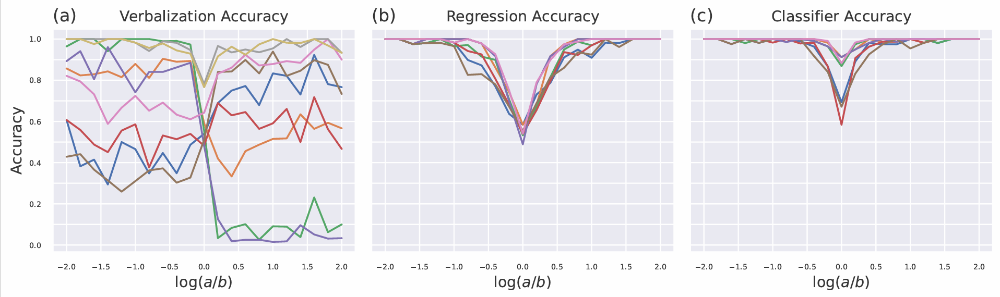 (a) Verbalization Accuracy
(b) Regression Accuracy
(c) Classifier Accuracy
Accuracy
1.0
0.8
0.6
0.4
0.2
0.0
−2.0 −1.5 −1.0 −0.5 0.0 0.5 1.0 1.5 2.0
−2.0 −1.5 −1.0 −0.5 0.0 0.5 1.0 1.5 2.0
−2.0 −1.5 −1.0 −0.5 0.0 0.5 1.0 1.5 2.0
log(a/b)
log(a/b)
log(a/b)